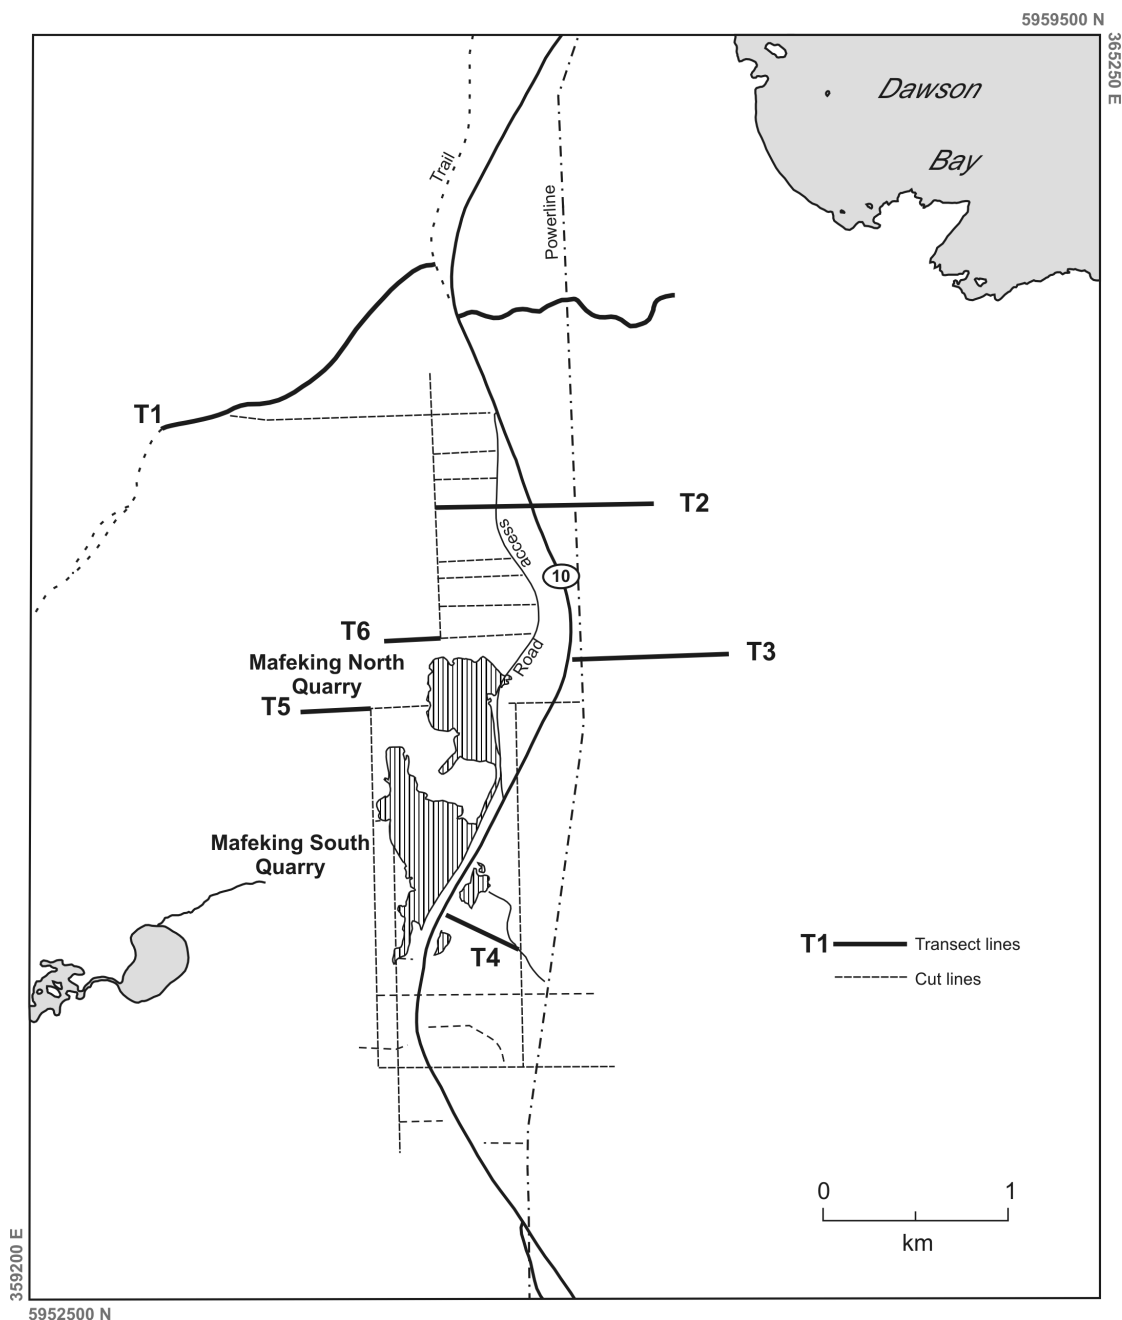 5959500 N
365250 E
Dawson
Bay
Trail
Powerline
T1
T2
access
10
T6
Road
T3
Mafeking North
Quarry
T5
Mafeking South
Quarry
T4
T1 Transect lines
Cut lines
0 1
km
359200 E
5952500 N